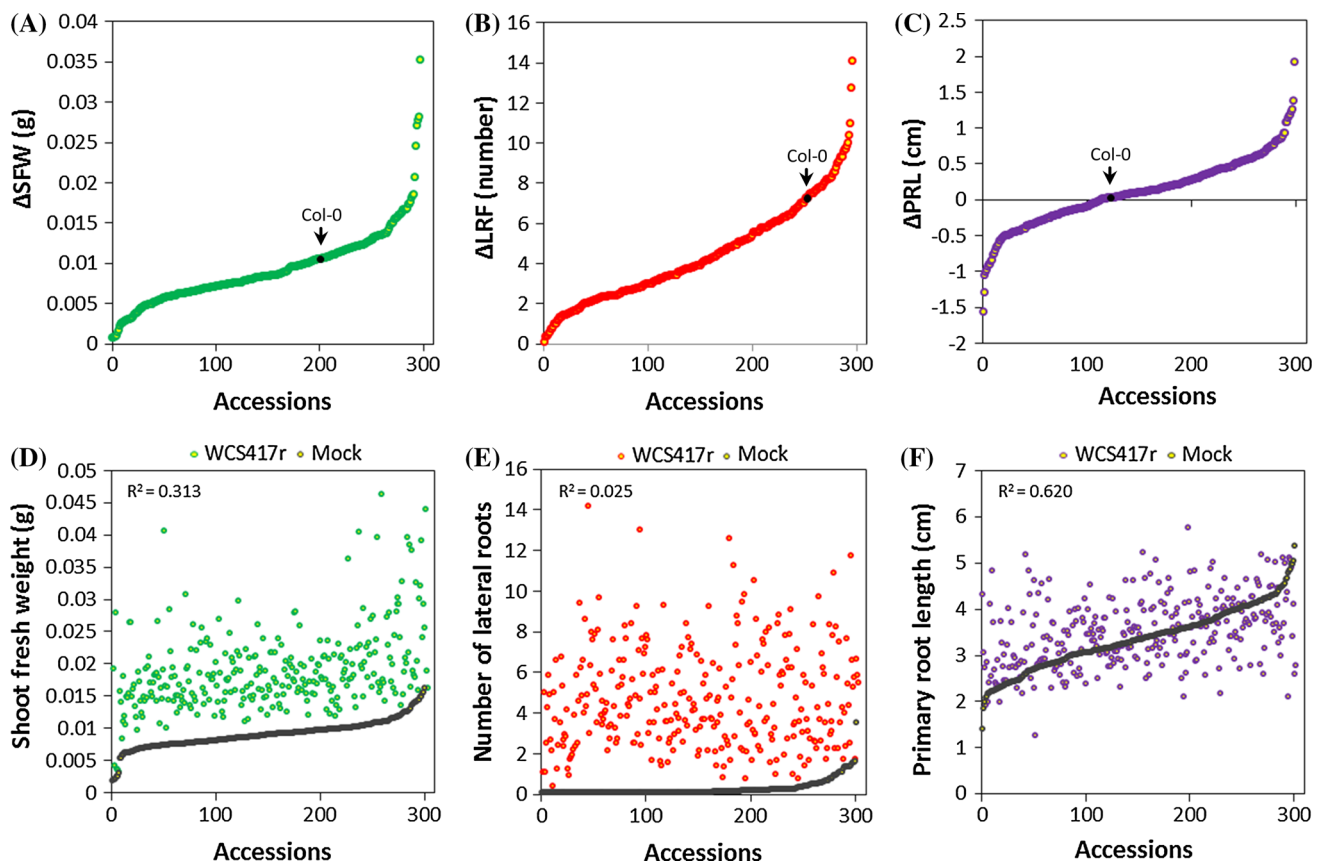 (A)
ΔSFW (g)
0.04
0.035
0.03
0.025
0.02
0.015
0.01
0.005
0
Col-0
0 100 200 300
Accessions
(B)
ΔLRF (number)
16
14
12
10
8
6
4
2
0
Col-0
0 100 200 300
Accessions
(C)
ΔPRL (cm)
2.5
2
1.5
1
0.5
0
-0.5
-1
-1.5
-2
Col-0
0 100 200 300
Accessions
(D)
WCS417r Mock
Shoot fresh weight (g)
0.05
0.045
0.04
0.035
0.03
0.025
0.02
0.015
0.01
0.005
0
R² = 0.313
0 100 200 300
Accessions
(E)
WCS417r Mock
Number of lateral roots
16
14
12
10
8
6
4
2
0
R² = 0.025
0 100 200 300
Accessions
(F)
WCS417r Mock
Primary root length (cm)
7
6
5
4
3
2
1
0
R² = 0.620
0 100 200 300
Accessions